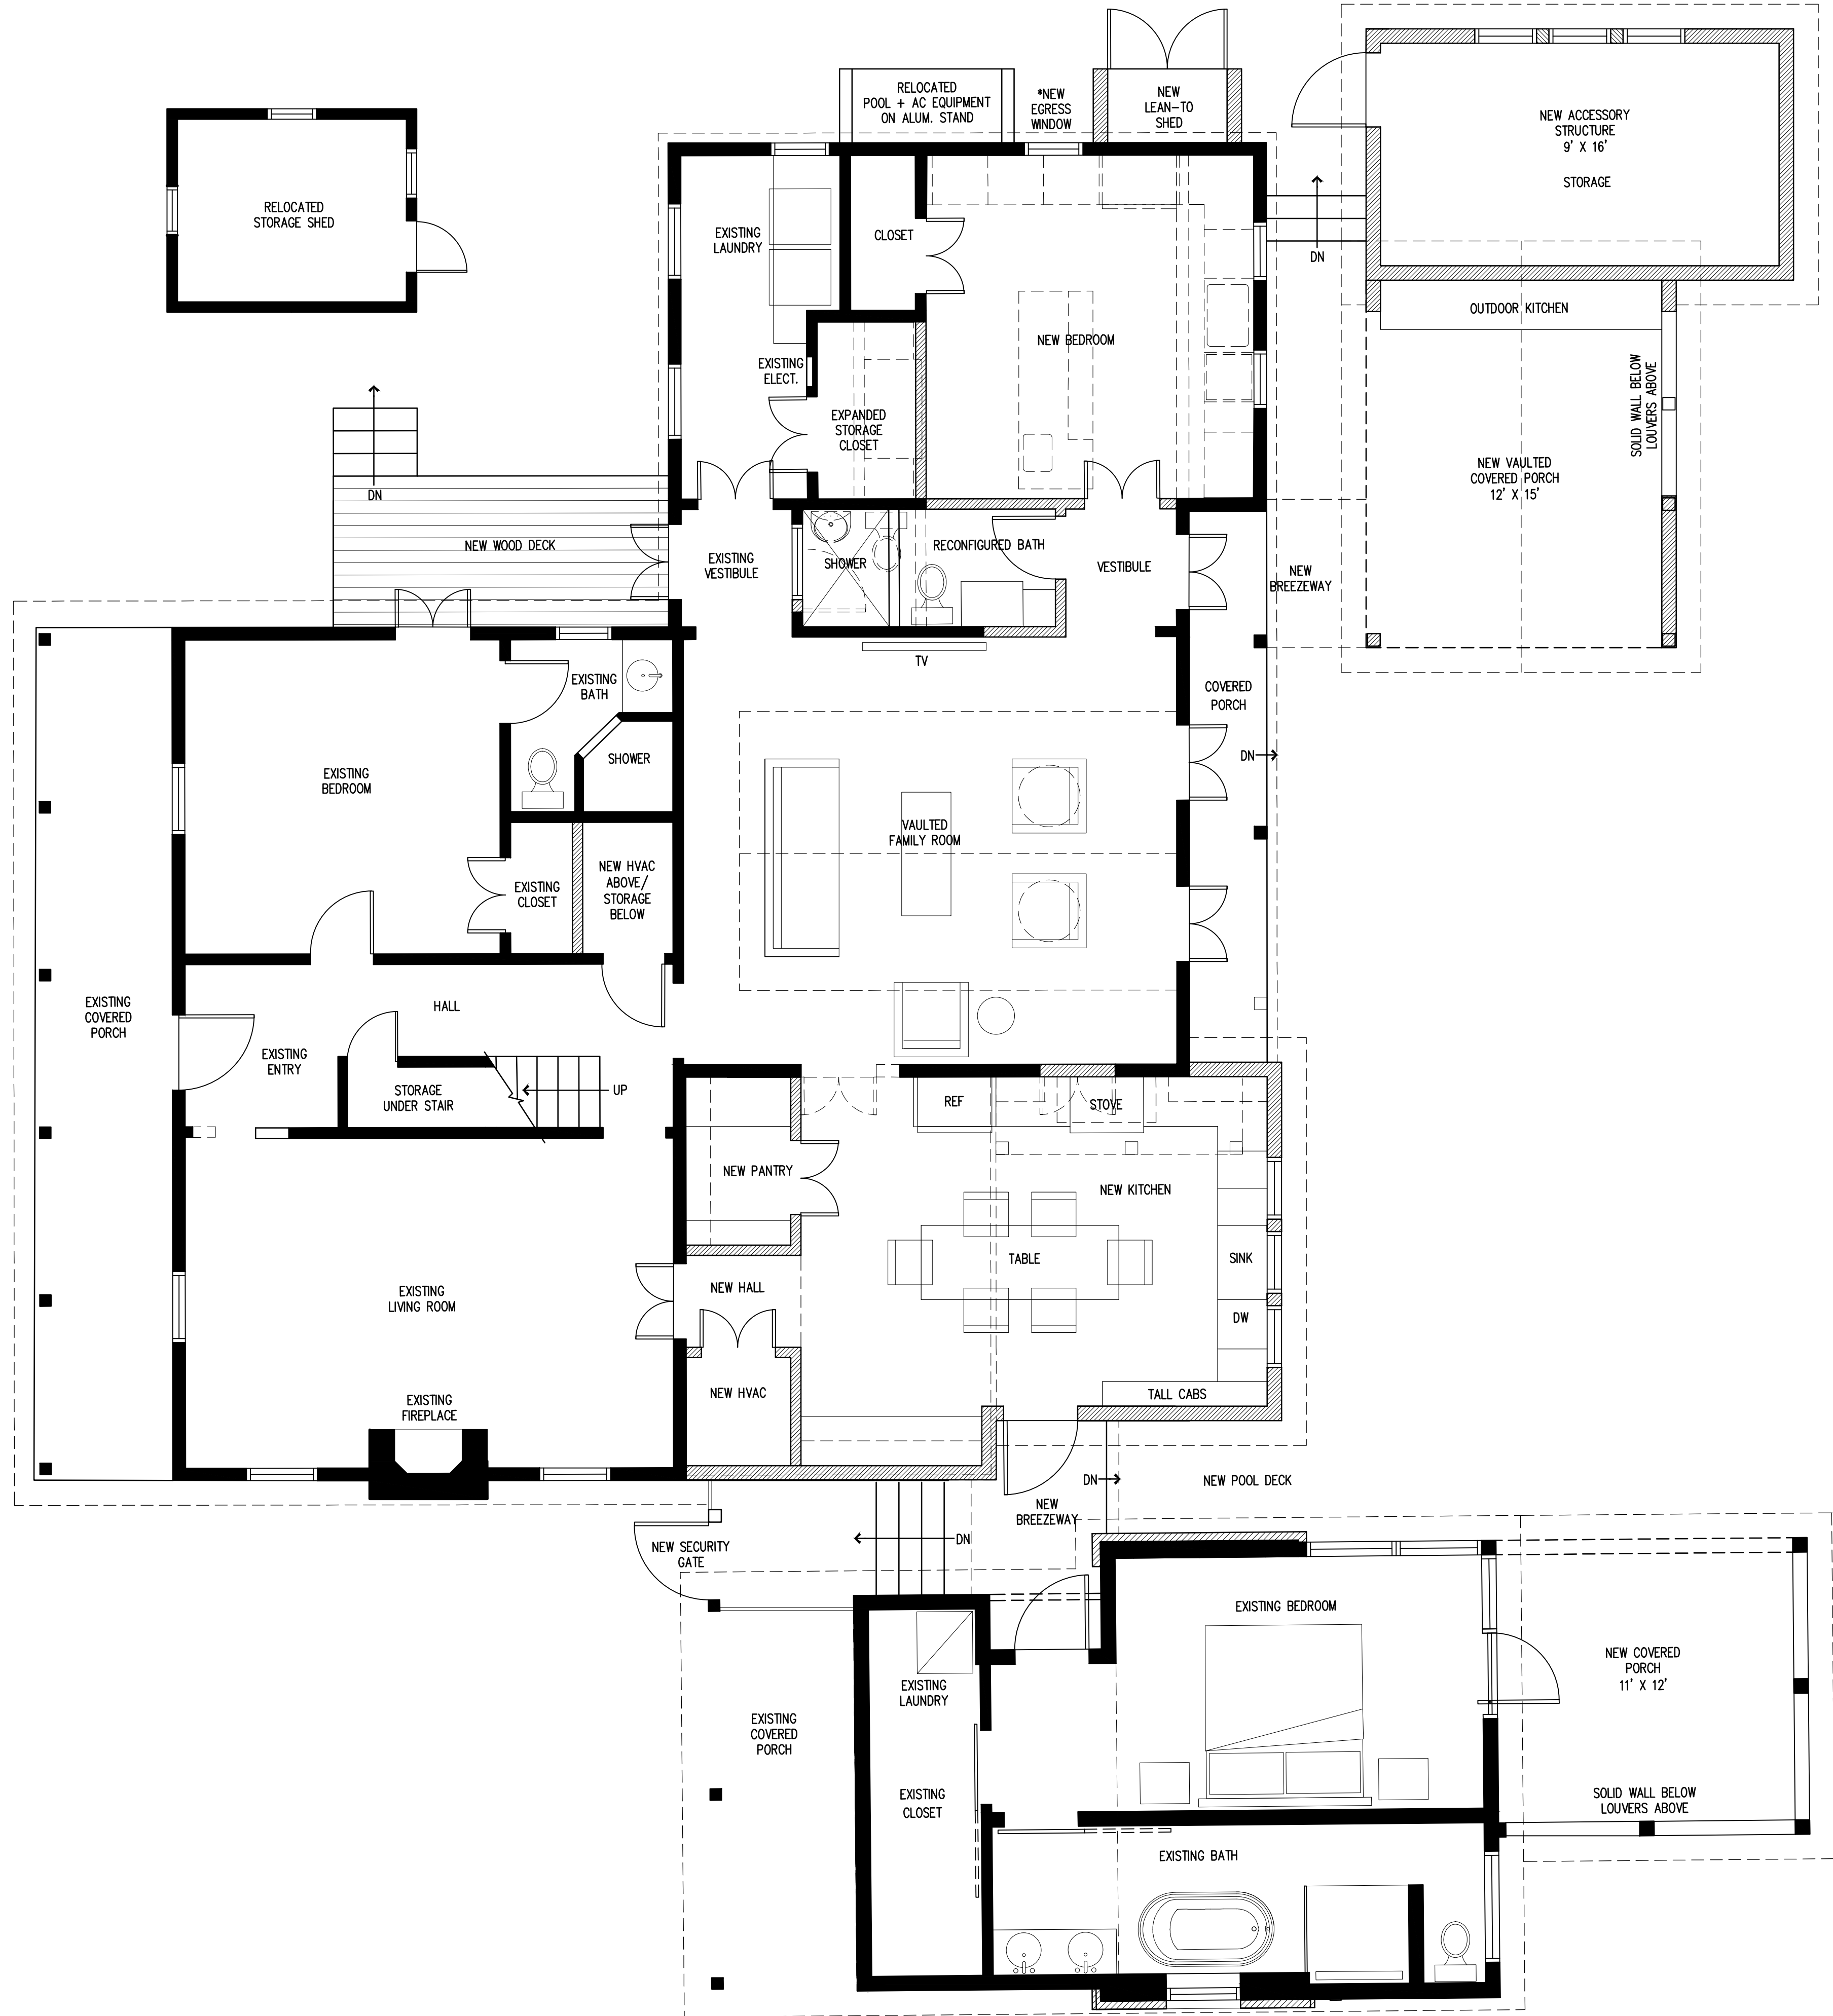 RELOCATED
POOL + AC EQUIPMENT
ON ALUM. STAND
*NEW
EGRESS
WINDOW
NEW
LEAN-TO
SHED
NEW ACCESSORY
STRUCTURE
9' X 16'
STORAGE
RELOCATED
STORAGE SHED
EXISTING
LAUNDRY
CLOSET
DN
OUTDOOR KITCHEN
NEW BEDROOM
EXISTING
ELECT.
SOLID WALL BELOW
LOUVERS ABOVE
EXPANDED
STORAGE
CLOSET
NEW VAULTED
COVERED PORCH
12' X 15'
DN
NEW WOOD DECK
EXISTING
VESTIBULE
SHOWER
RECONFIGURED BATH
VESTIBULE
NEW
BREEZEWAY
TV
EXISTING
BATH
COVERED
PORCH
SHOWER
DN
EXISTING
BEDROOM
VAULTED
FAMILY ROOM
NEW HVAC
ABOVE/
STORAGE
BELOW
EXISTING
CLOSET
EXISTING
COVERED
PORCH
HALL
EXISTING
ENTRY
STORAGE
UNDER STAIR
UP
REF
STOVE
NEW PANTRY
NEW KITCHEN
TABLE
SINK
NEW HALL
EXISTING
LIVING ROOM
DW
NEW HVAC
TALL CABS
EXISTING
FIREPLACE
DN
NEW POOL DECK
NEW
BREEZEWAY
DN
NEW SECURITY
GATE
EXISTING BEDROOM
NEW COVERED
PORCH
11' X 12'
EXISTING
LAUNDRY
EXISTING
COVERED
PORCH
EXISTING
CLOSET
SOLID WALL BELOW
LOUVERS ABOVE
EXISTING BATH